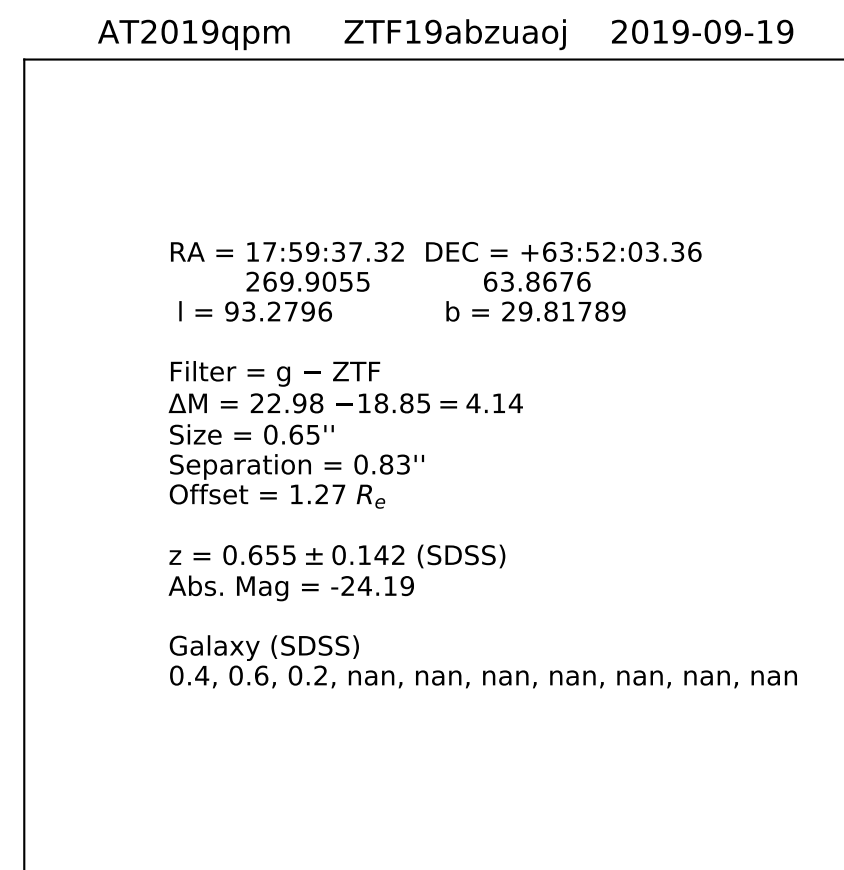 AT2019qpm ZTF19abzuaoj 2019-09-19
RA = 17:59:37.32 DEC = +63:52:03.36
269.9055 63.8676
l = 93.2796 b = 29.81789
Filter = g − ZTF
ΔM = 22.98 −18.85 = 4.14
Size = 0.65''
Separation = 0.83''
Offset = 1.27 Rₑ
z = 0.655 ± 0.142 (SDSS)
Abs. Mag = -24.19
Galaxy (SDSS)
0.4, 0.6, 0.2, nan, nan, nan, nan, nan, nan, nan